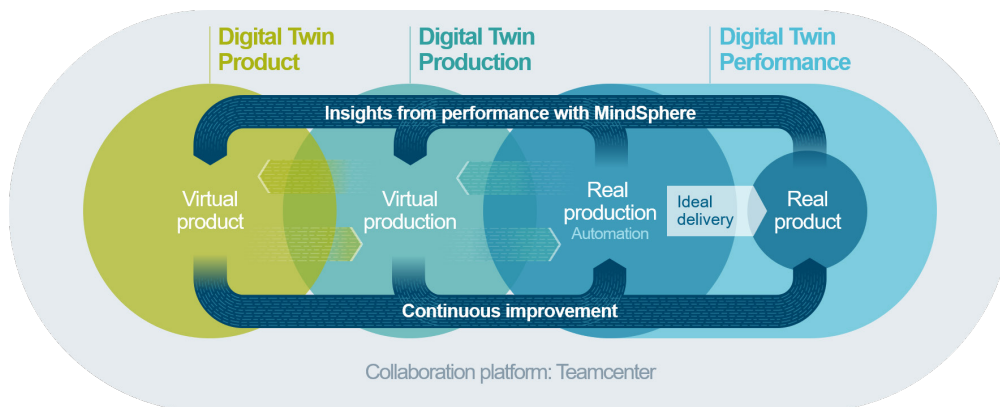 Digital Twin
Product
Digital Twin
Production
Digital Twin
Performance
Insights from performance with MindSphere
Virtual
product
Virtual
production
Real
production
Automation
Ideal
delivery
Real
product
Continuous improvement
Collaboration platform: Teamcenter